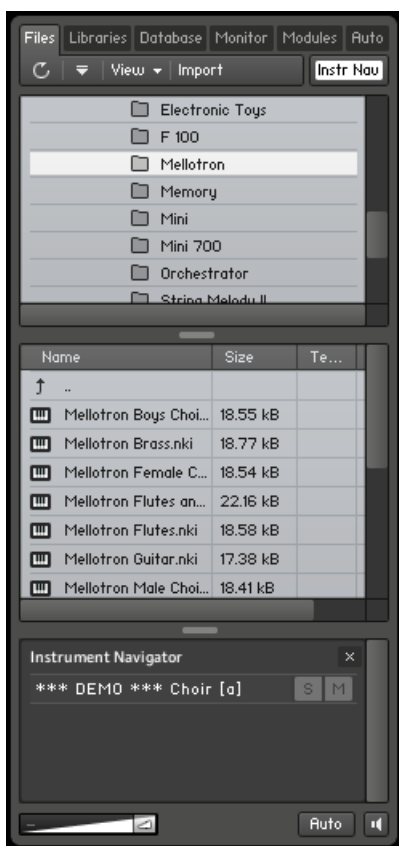 Files Libraries Database Monitor Modules Auto
View Import Instr Nav
Electronic Toys
F 100
Mellotron
Memory
Mini
Mini 700
Orchestrator
String Melody II
Name Size Te...
..
Mellotron Boys Choi... 18.55 kB
Mellotron Brass.nki 18.77 kB
Mellotron Female C... 18.54 kB
Mellotron Flutes an... 22.16 kB
Mellotron Flutes.nki 18.58 kB
Mellotron Guitar.nki 17.38 kB
Mellotron Male Choi... 18.41 kB
Instrument Navigator ×
*** DEMO *** Choir [a] S M
Auto